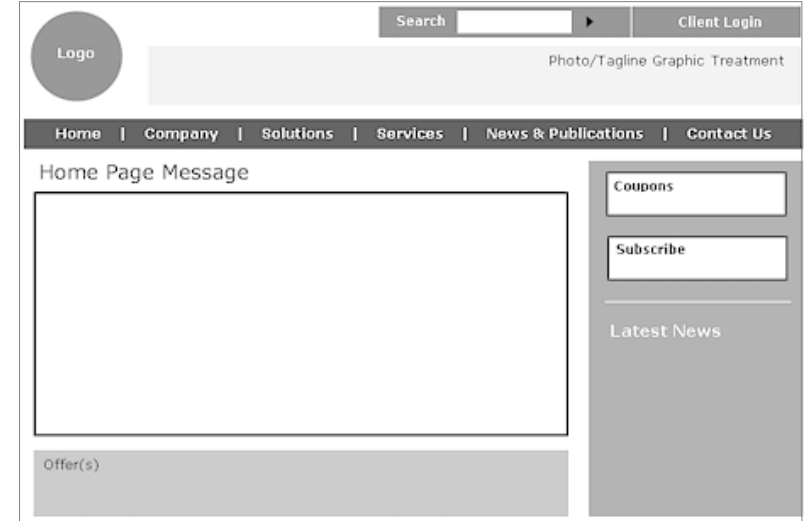 Search
Client Login
Logo
Photo/Tagline Graphic Treatment
Home | Company | Solutions | Services | News & Publications | Contact Us
Home Page Message
Coupons
Subscribe
Latest News
Offer(s)